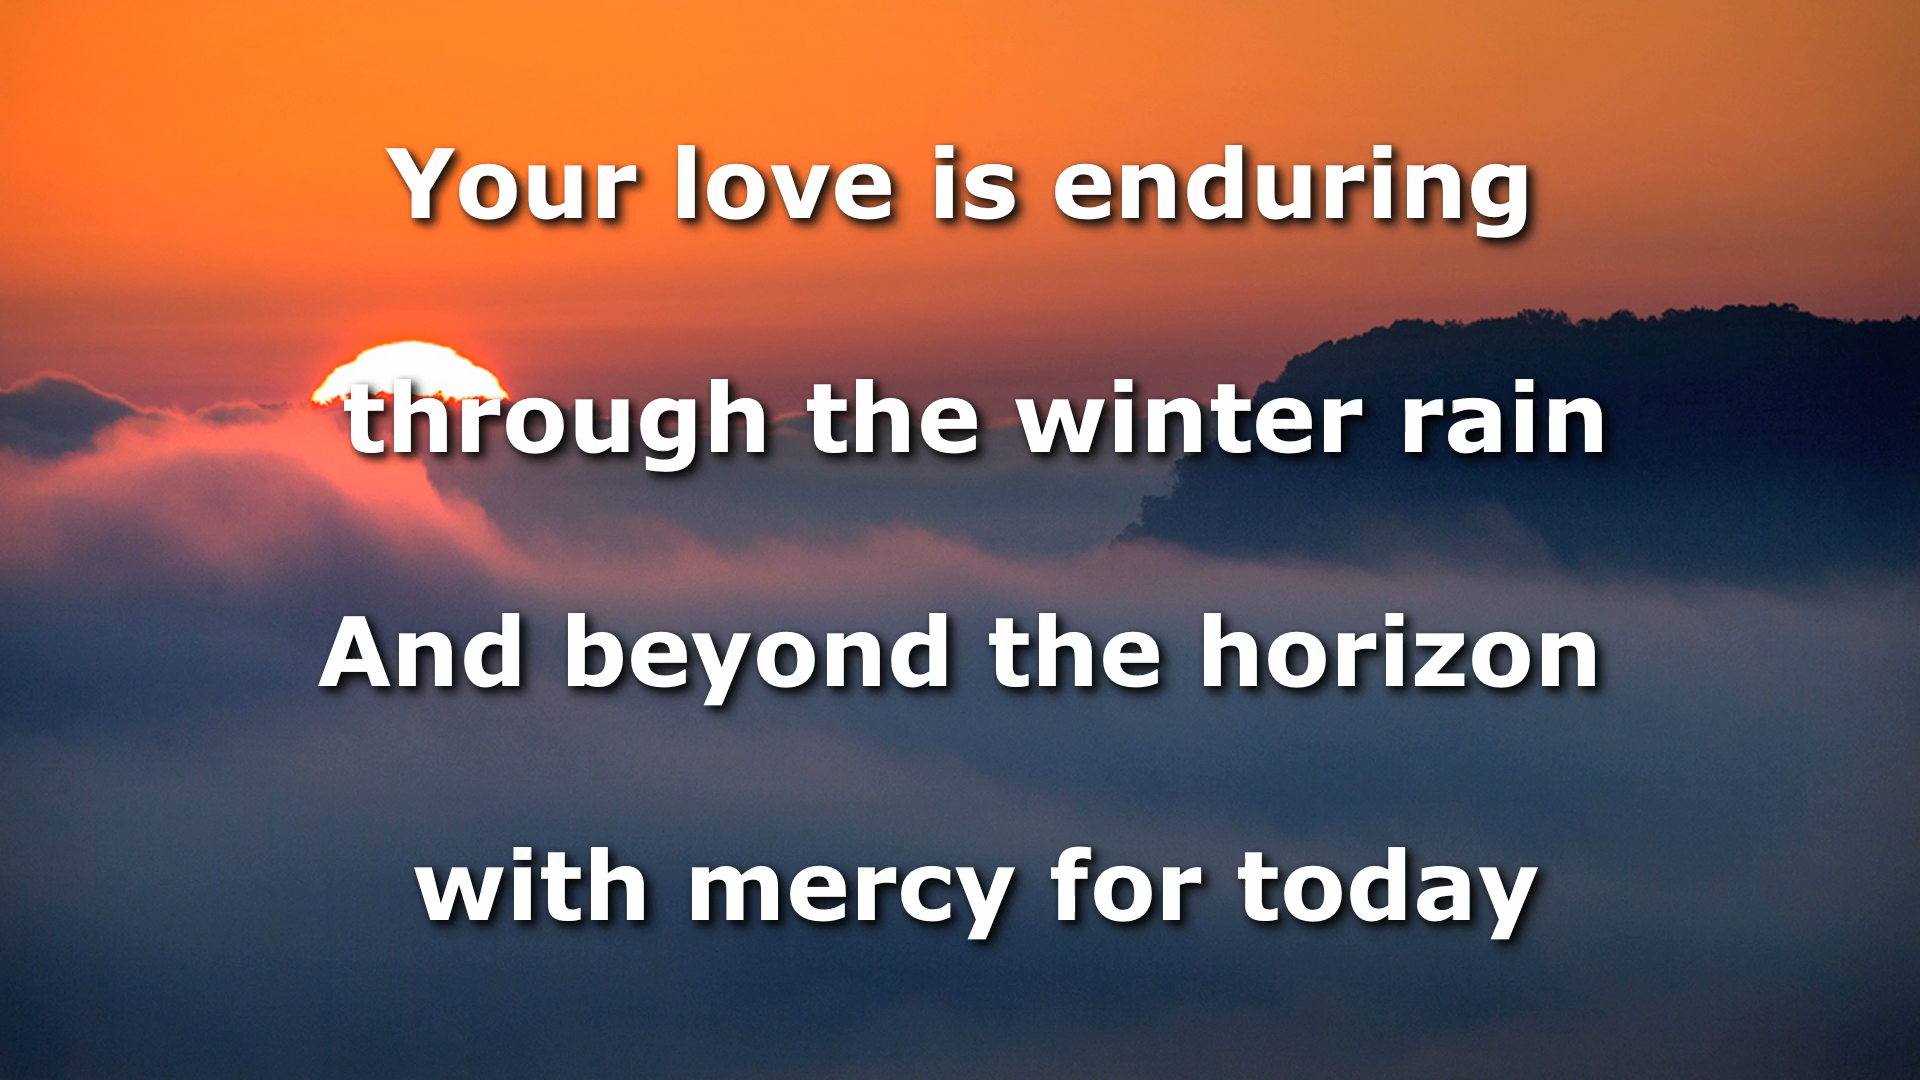 Your love is enduring
through the winter rain
And beyond the horizon
with mercy for today